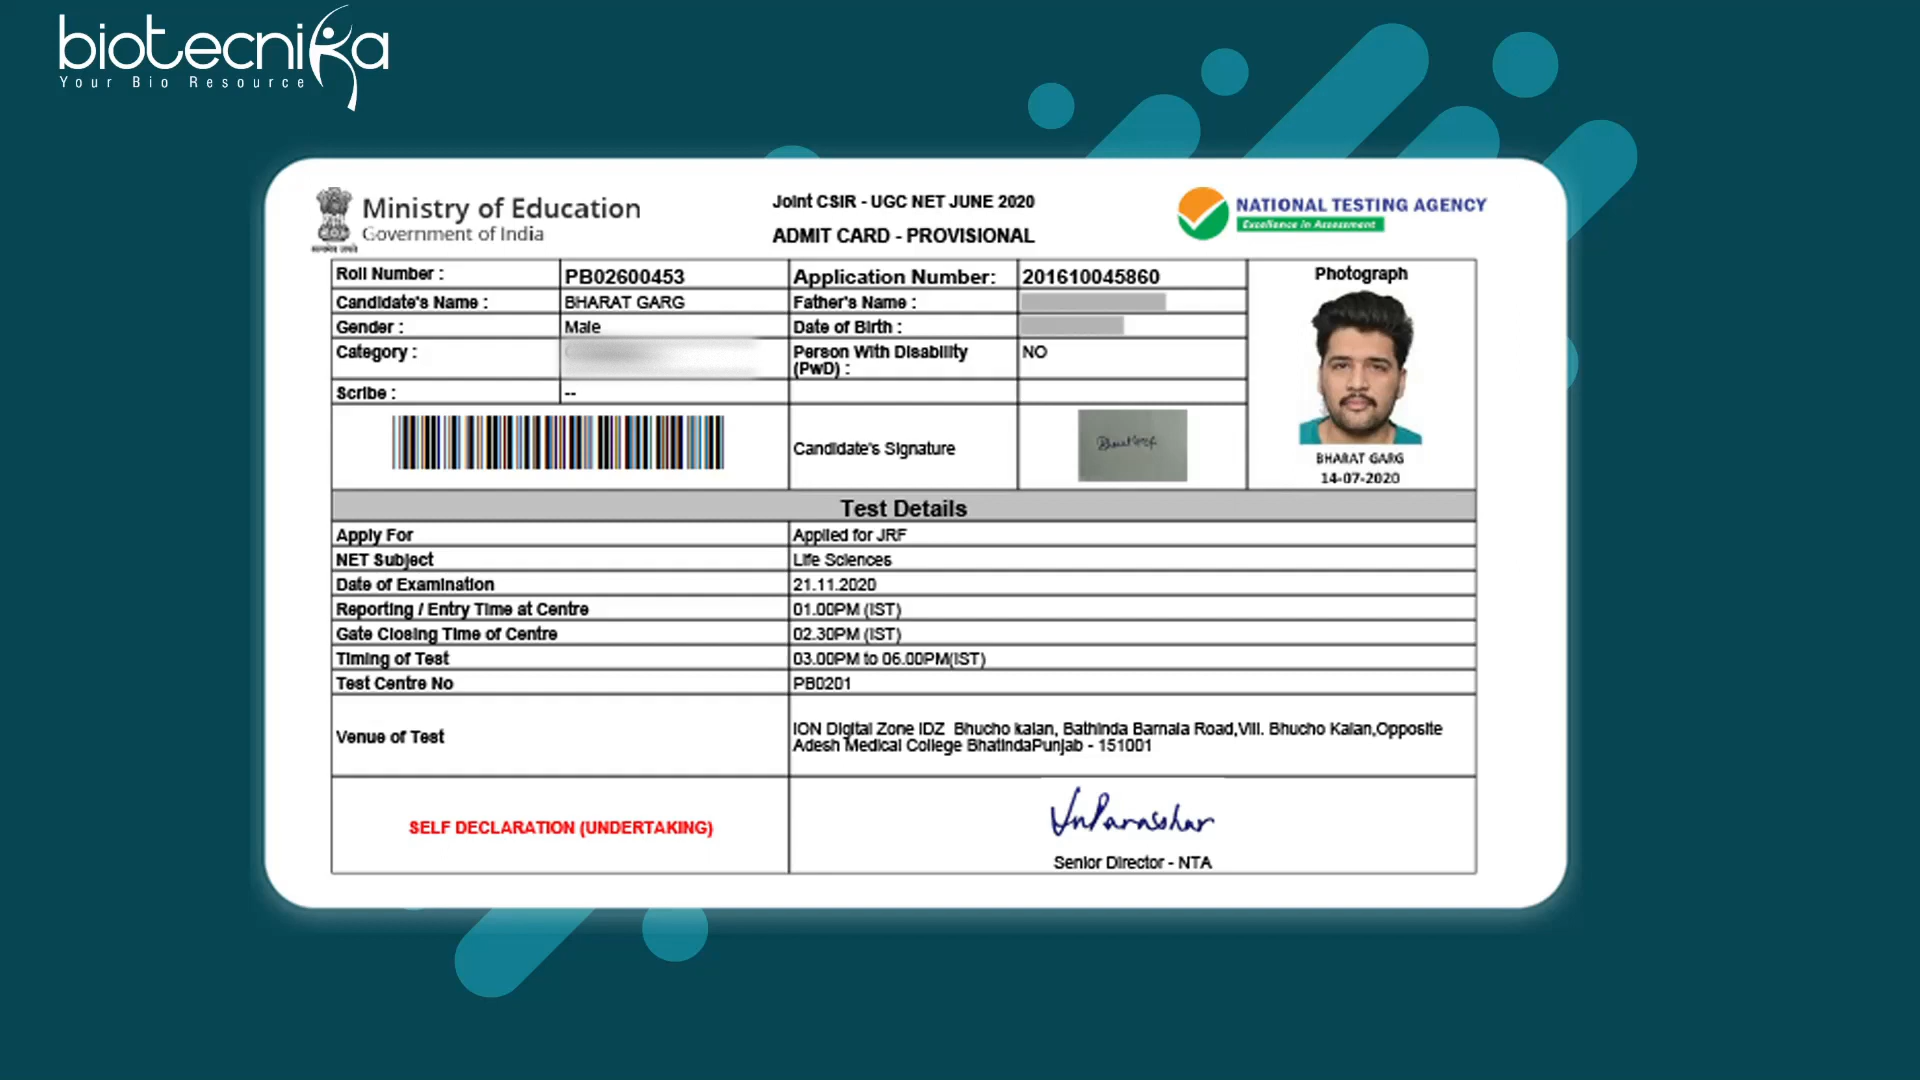 biotecnika
Your Bio Resource
Ministry of Education
Government of India
Joint CSIR - UGC NET JUNE 2020
ADMIT CARD - PROVISIONAL
NATIONAL TESTING AGENCY
Excellence in Assessment
Roll Number : PB02600453 Application Number: 201610045860
Candidate's Name : BHARAT GARG Father's Name :
Gender : Male Date of Birth :
Category : Person With Disability (PwD) : NO
Scribe : --
Photograph
BHARAT GARG
14-07-2020
Candidate's Signature
Bharat Garg
Test Details
Apply For Applied for JRF
NET Subject Life Sciences
Date of Examination 21.11.2020
Reporting / Entry Time at Centre 01.00PM (IST)
Gate Closing Time of Centre 02.30PM (IST)
Timing of Test 03.00PM to 06.00PM(IST)
Test Centre No PB0201
Venue of Test
ION Digital Zone IDZ Bhucho kalan, Bathinda Barnala Road,Vill. Bhucho Kalan,Opposite
Adesh Medical College BhatindaPunjab - 151001
SELF DECLARATION (UNDERTAKING)
VnParashar
Senior Director - NTA